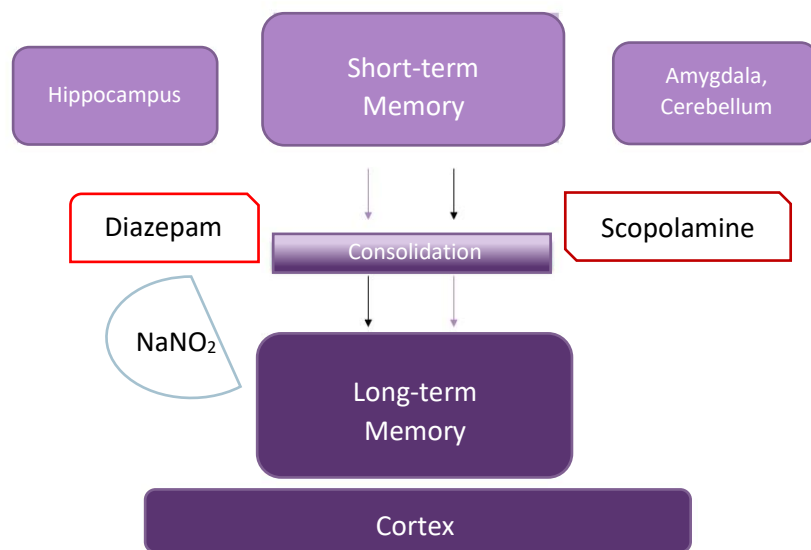 Hippocampus
Short-term
Memory
Amygdala,
Cerebellum
Diazepam
Consolidation
Scopolamine
NaNO₂
Long-term
Memory
Cortex